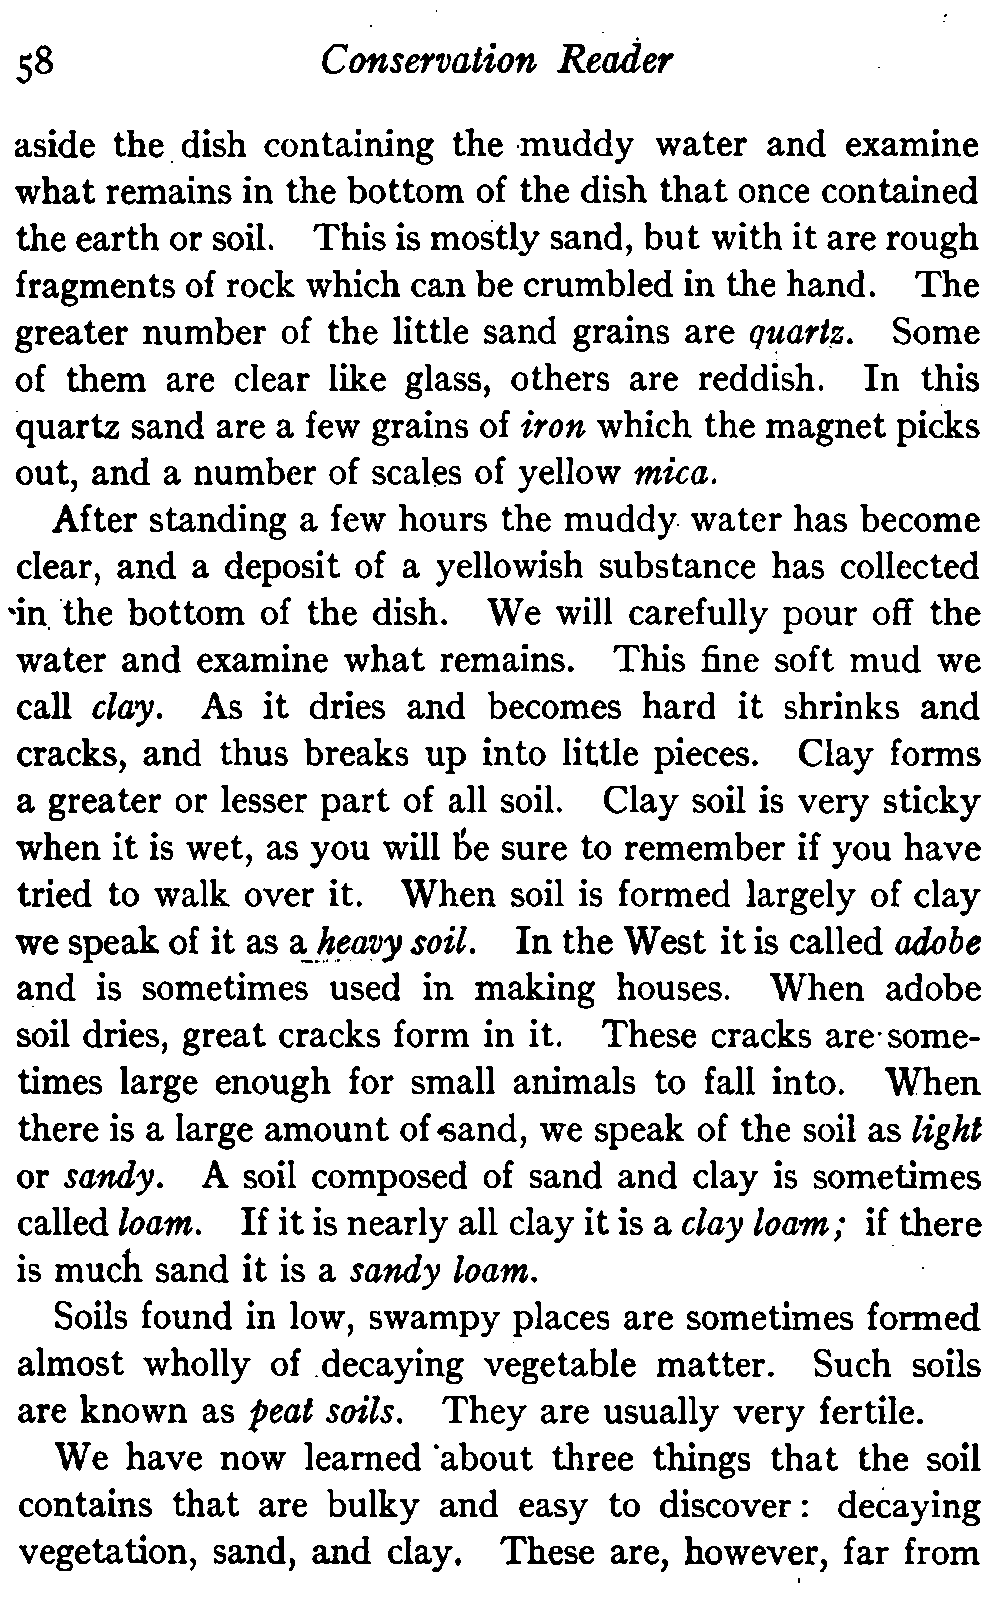 58 Conservation Reader
aside the dish containing the muddy water and examine
what remains in the bottom of the dish that once contained
the earth or soil. This is mostly sand, but with it are rough
fragments of rock which can be crumbled in the hand. The
greater number of the little sand grains are quartz. Some
of them are clear like glass, others are reddish. In this
quartz sand are a few grains of iron which the magnet picks
out, and a number of scales of yellow mica.
After standing a few hours the muddy water has become
clear, and a deposit of a yellowish substance has collected
in the bottom of the dish. We will carefully pour off the
water and examine what remains. This fine soft mud we
call clay. As it dries and becomes hard it shrinks and
cracks, and thus breaks up into little pieces. Clay forms
a greater or lesser part of all soil. Clay soil is very sticky
when it is wet, as you will be sure to remember if you have
tried to walk over it. When soil is formed largely of clay
we speak of it as a heavy soil. In the West it is called adobe
and is sometimes used in making houses. When adobe
soil dries, great cracks form in it. These cracks are some-
times large enough for small animals to fall into. When
there is a large amount of sand, we speak of the soil as light
or sandy. A soil composed of sand and clay is sometimes
called loam. If it is nearly all clay it is a clay loam; if there
is much sand it is a sandy loam.
Soils found in low, swampy places are sometimes formed
almost wholly of decaying vegetable matter. Such soils
are known as peat soils. They are usually very fertile.
We have now learned about three things that the soil
contains that are bulky and easy to discover: decaying
vegetation, sand, and clay. These are, however, far from